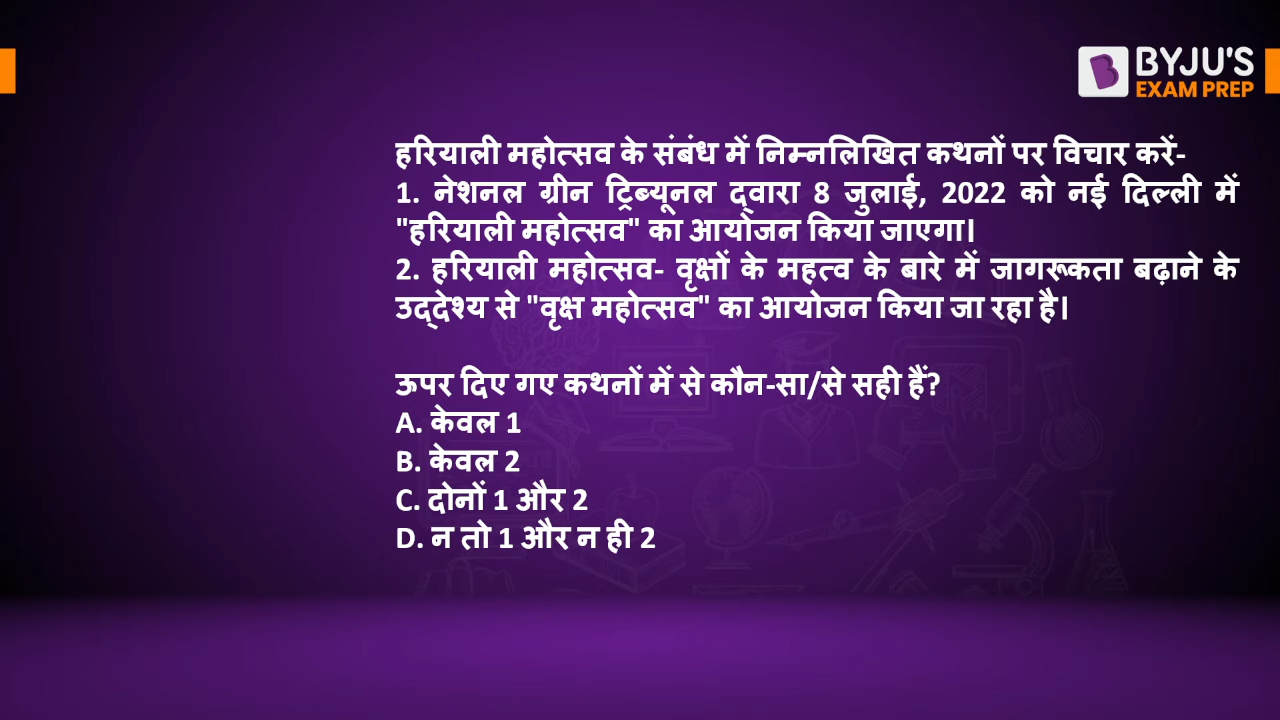 BYJU'S
EXAM PREP
हरियाली महोत्सव के संबंध में निम्नलिखित कथनों पर विचार करें-
1. नेशनल ग्रीन ट्रिब्यूनल द्वारा 8 जुलाई, 2022 को नई दिल्ली में
"हरियाली महोत्सव" का आयोजन किया जाएगा।
2. हरियाली महोत्सव- वृक्षों के महत्व के बारे में जागरूकता बढ़ाने के
उद्देश्य से "वृक्ष महोत्सव" का आयोजन किया जा रहा है।
ऊपर दिए गए कथनों में से कौन-सा/से सही हैं?
A. केवल 1
B. केवल 2
C. दोनों 1 और 2
D. न तो 1 और न ही 2